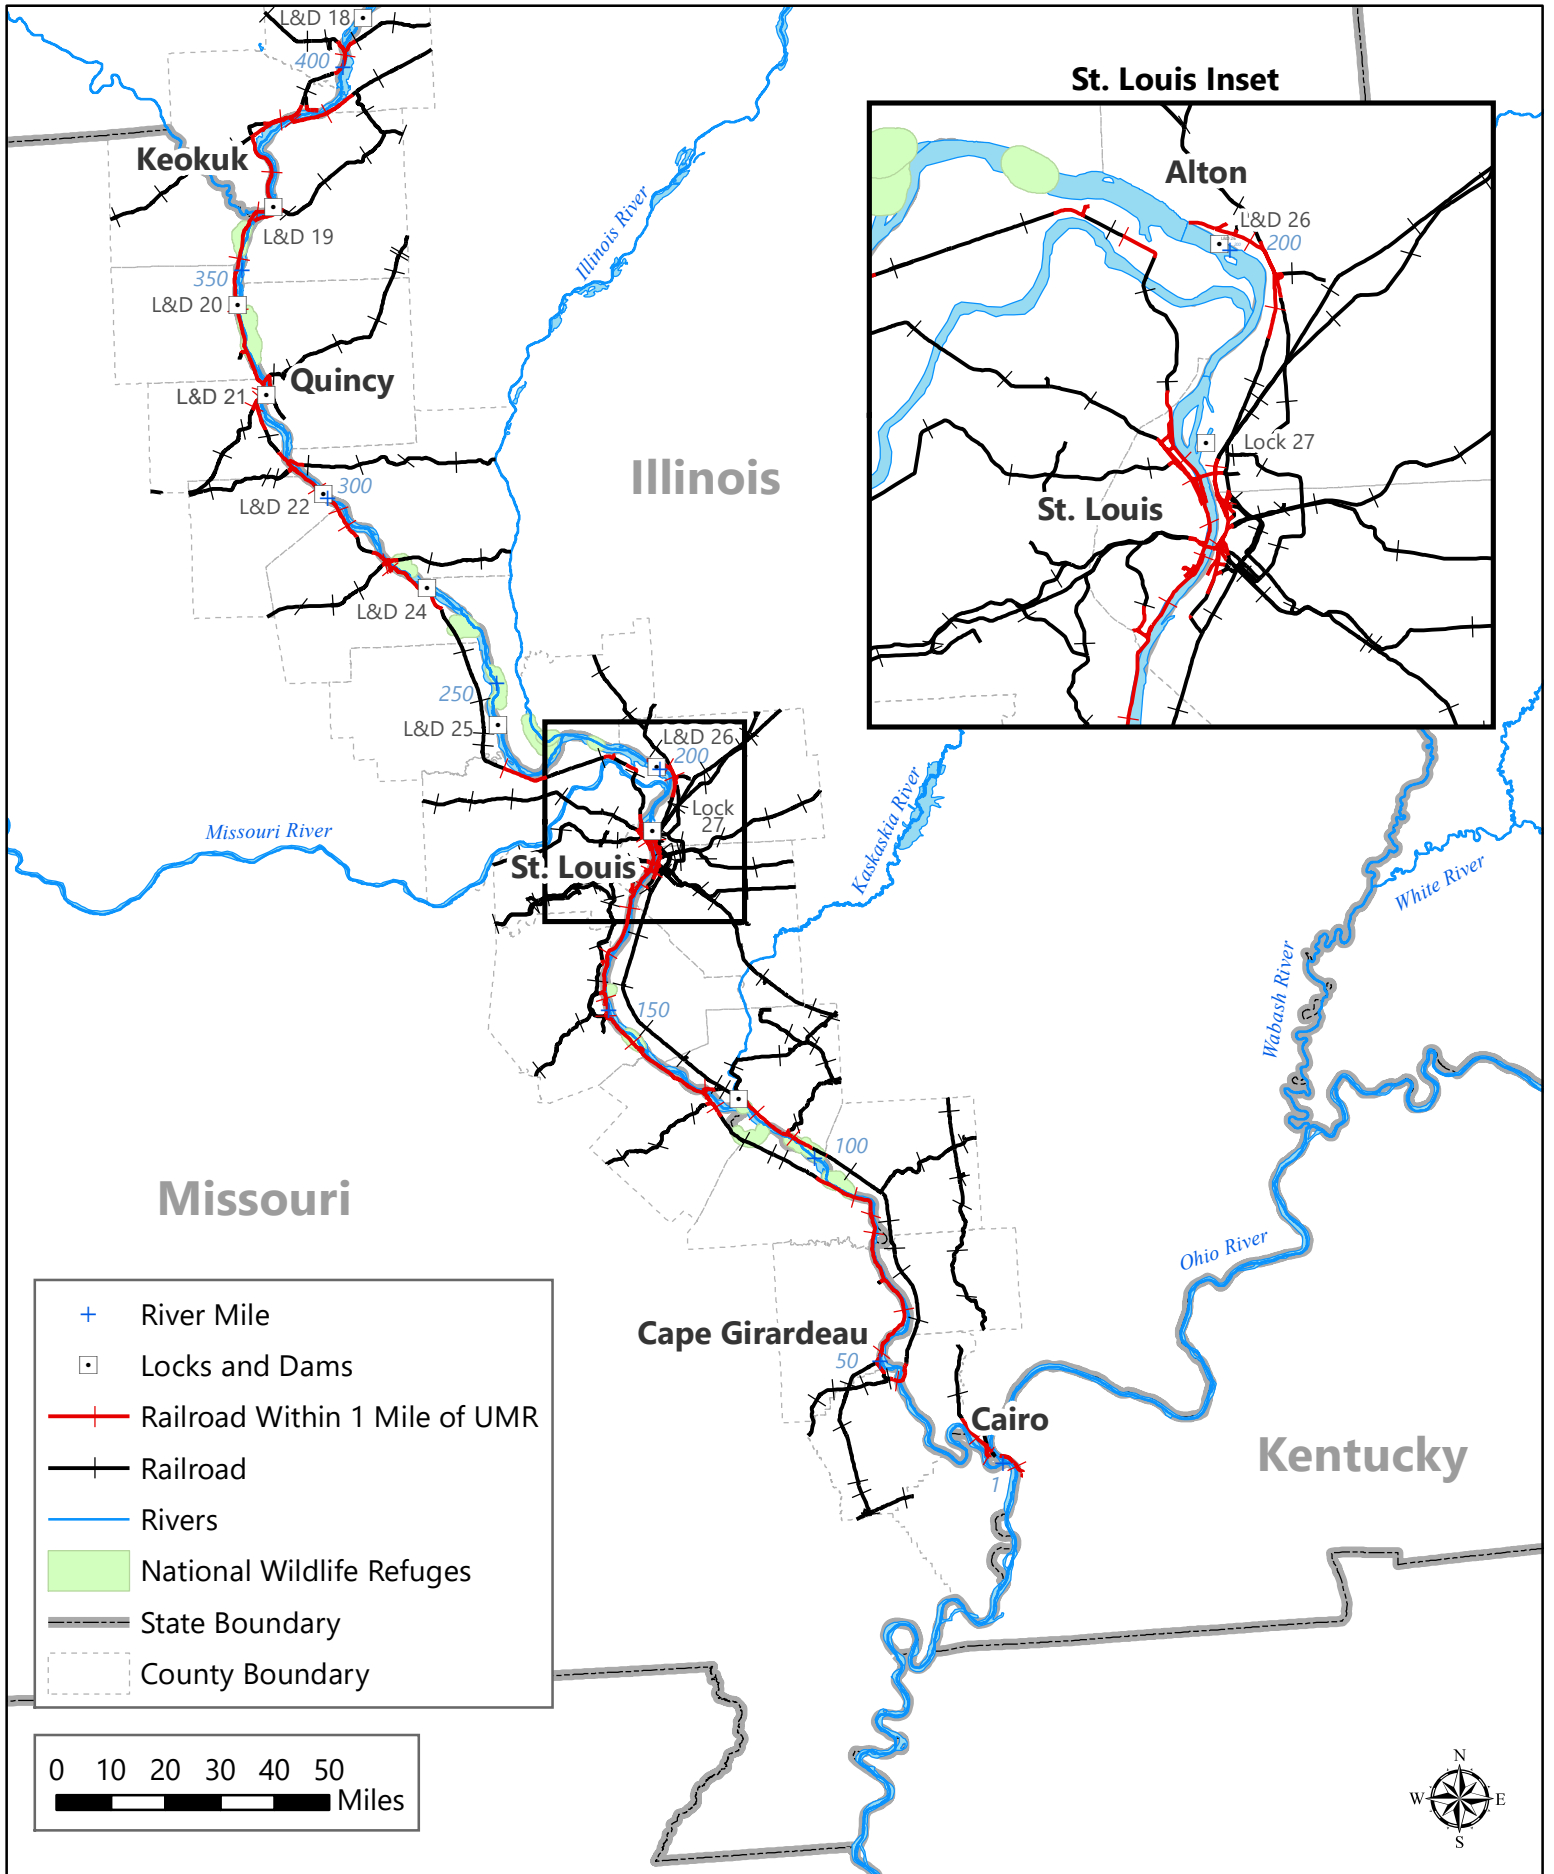 L&D 18
400
Keokuk
L&D 19
350
L&D 20
Quincy
L&D 21
300
L&D 22
L&D 24
250
L&D 25
Illinois River
Illinois
St. Louis Inset
Alton
L&D 26
200
Lock 27
St. Louis
L&D 26
200
Lock
27
St. Louis
Missouri River
Kaskaskia River
White River
Wabash River
150
100
Missouri
Ohio River
Cape Girardeau
50
Cairo
1
Kentucky
River Mile
Locks and Dams
Railroad Within 1 Mile of UMR
Railroad
Rivers
National Wildlife Refuges
State Boundary
County Boundary
0 10 20 30 40 50
Miles
N
W E
S